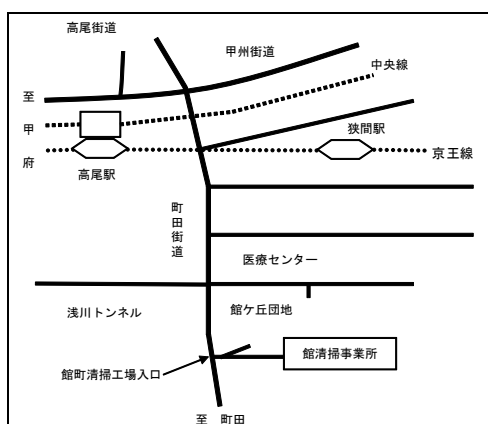 高尾街道
甲州街道
中央線
至
甲
府
狭間駅
京王線
高尾駅
町田街道
医療センター
浅川トンネル
館ケ丘団地
館清掃事業所
館町清掃工場入口
至 町田